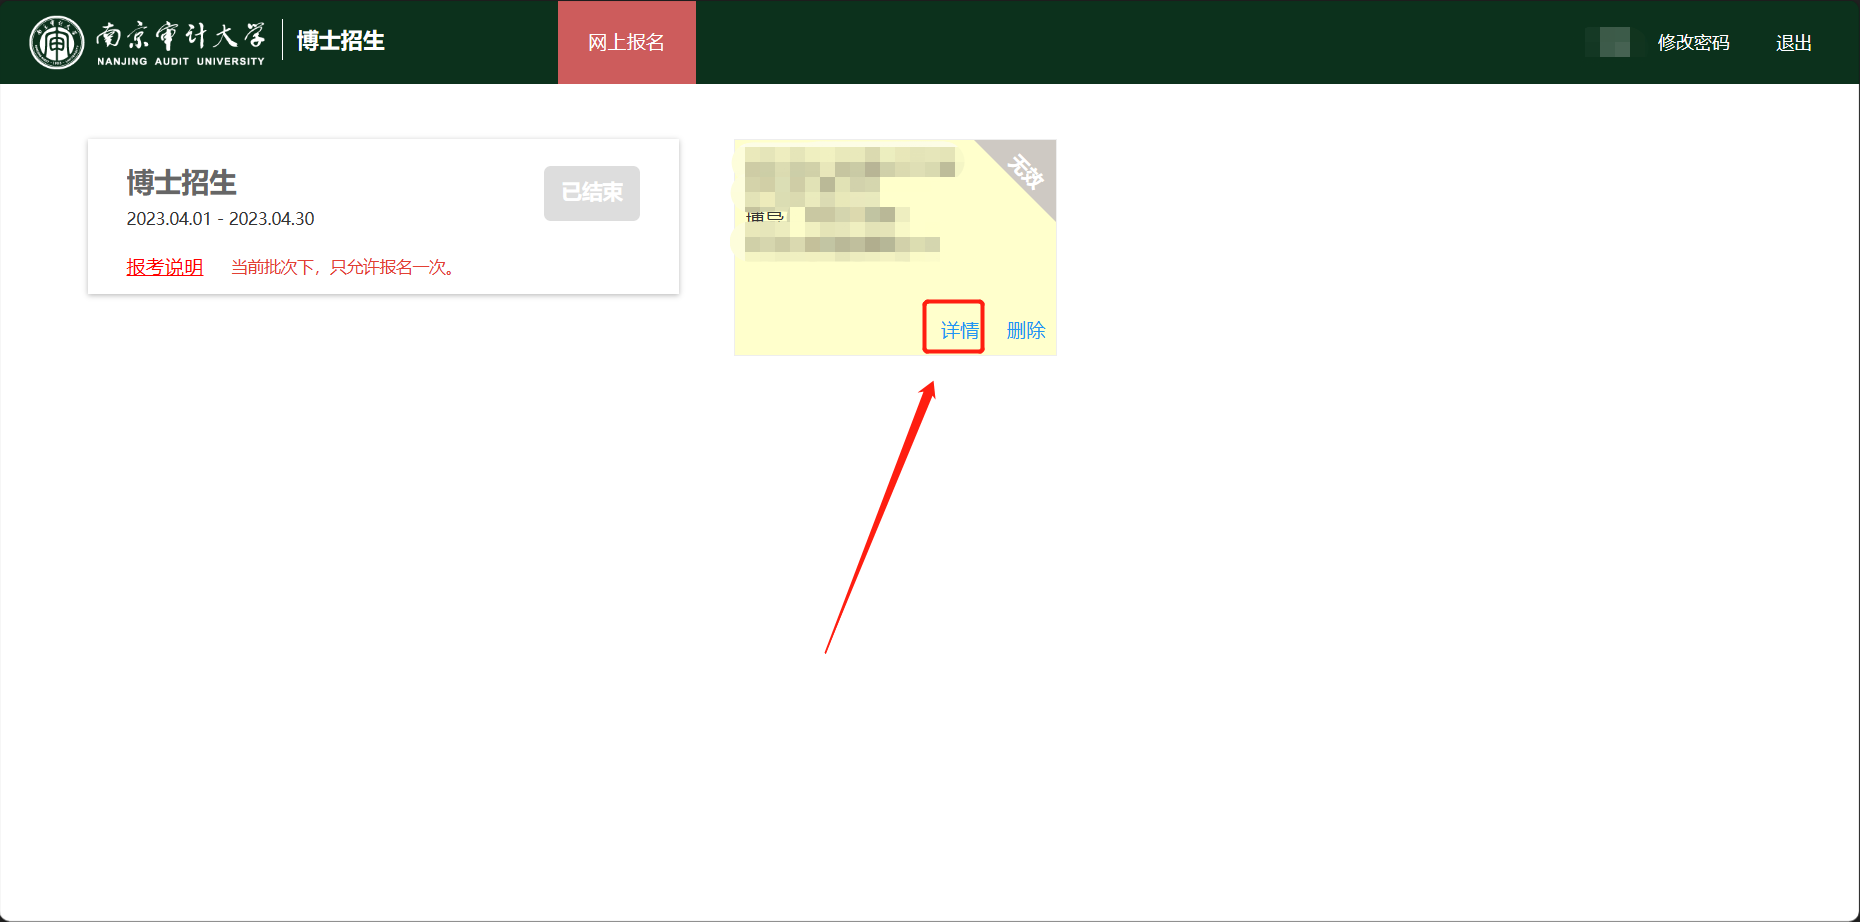 南京审计大学
NANJING AUDIT UNIVERSITY
博士招生
网上报名
修改密码
退出
博士招生
已结束
2023.04.01 - 2023.04.30
报考说明
当前批次下，只允许报名一次。
无效
博导
详情
删除